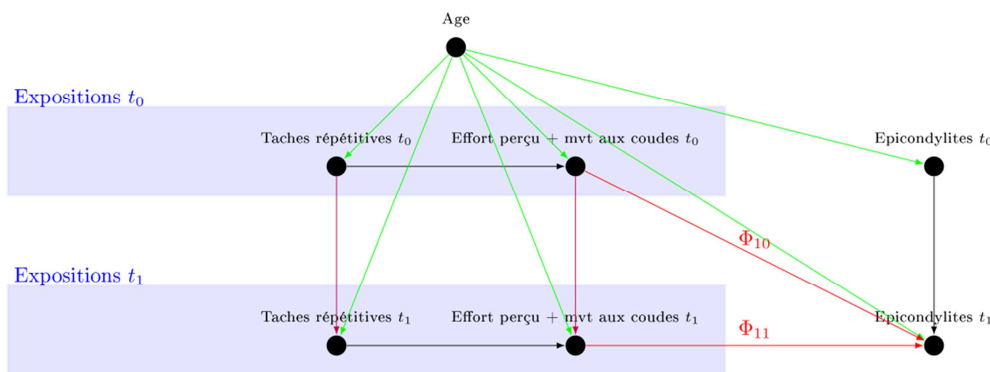 Age
Expositions t₀
Taches répétitives t₀
Effort perçu + mvt aux coudes t₀
Epicondylites t₀
Φ₁₀
Expositions t₁
Taches répétitives t₁
Effort perçu + mvt aux coudes t₁
Epicondylites t₁
Φ₁₁